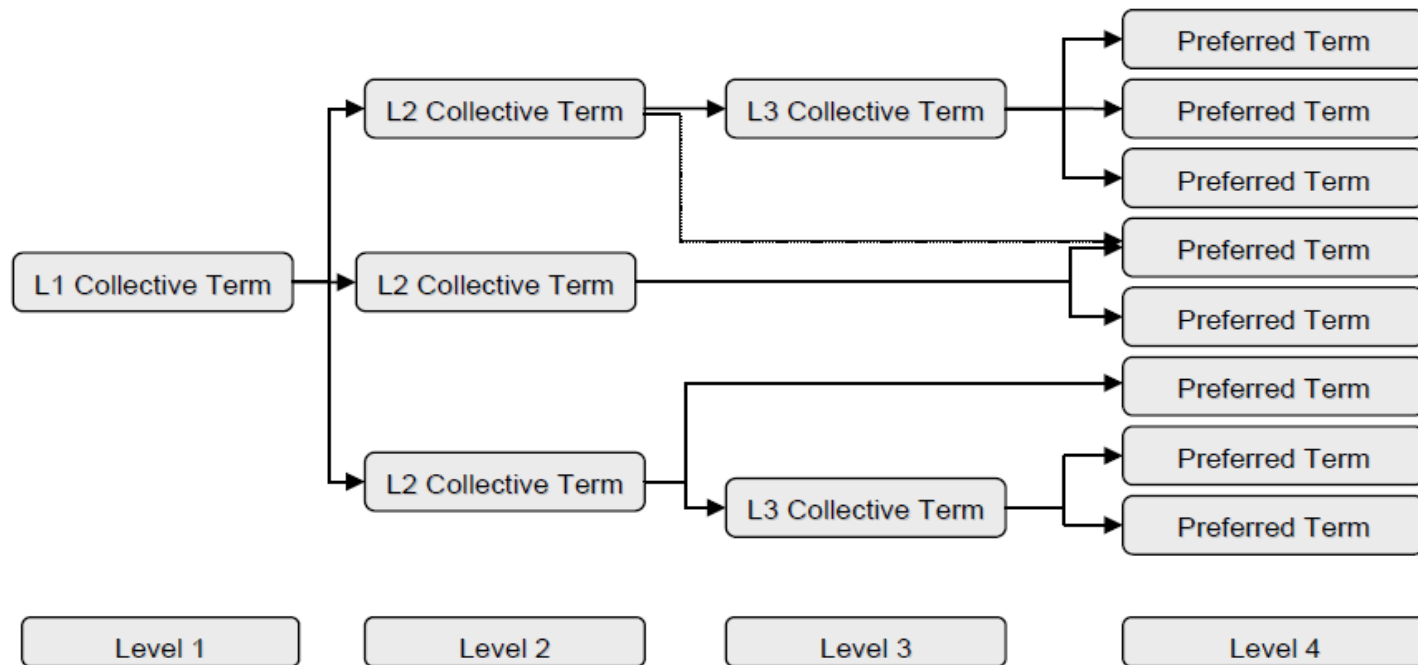 Preferred Term
L2 Collective Term
L3 Collective Term
Preferred Term
Preferred Term
Preferred Term
L1 Collective Term
L2 Collective Term
Preferred Term
Preferred Term
L2 Collective Term
Preferred Term
L3 Collective Term
Preferred Term
Level 1
Level 2
Level 3
Level 4